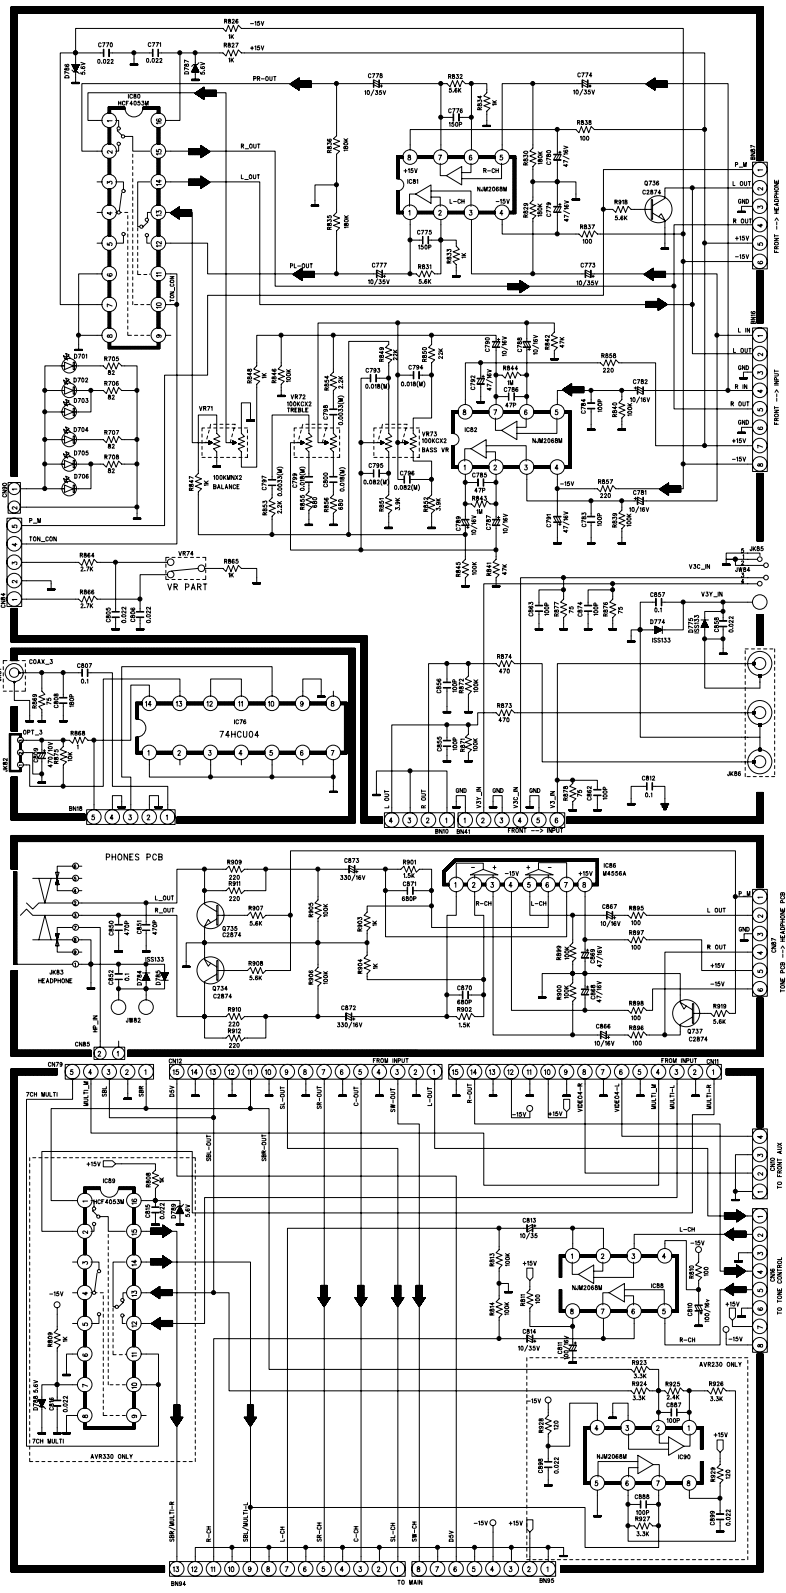 R826
1K
-15V
C770
0.022
C771
0.022
R827
1K
+15V
D786
5.6V
D787
5.6V
IC80
HCF4053M
PR-OUT
C778
10/35V
R832
5.6K
R834
1K
C774
10/35V
C776
150P
R838
100
R836
180K
R830
180K
C780
47/16V
BN87
R_OUT
L_OUT
+15V
R-CH
IC81
NJM2068M
L-CH
-15V
Q736
C2874
R918
5.6K
P_M
L OUT
GND
R OUT
+15V
-15V
FRONT --> HEADPHONE
R835
180K
R829
180K
C779
47/16V
R837
100
C775
150P
R833
1K
PL-OUT
C777
10/35V
R831
5.6K
C773
10/35V
TON_CON
BN16
D701
D702
D703
D704
D705
D706
R705
82
R706
82
R707
82
R708
82
R848
1K
R846
100K
R854
2.2K
C798
0.0033(M)
R849
22K
R850
22K
C793
0.018(M)
C794
0.018(M)
C790
10/16V
C788
10/16V
R842
47K
C792
47/16V
R844
1M
C786
47P
R858
220
C784
100P
R840
100K
C782
10/16V
L IN
L OUT
GND
R IN
R OUT
GND
+15V
-15V
FRONT --> INPUT
VR71
100KMNX2
BALANCE
VR72
100KCX2
TREBLE
VR73
100KCX2
BASS VR
IC82
NJM2068M
R847
1K
C797
0.0033(M)
R853
2.2K
C799
0.018(M)
R855
680
C800
0.018(M)
R856
680
C795
0.082(M)
C796
0.082(M)
R851
3.9K
R852
3.9K
C785
47P
R843
1M
C789
10/16V
C787
10/16V
-15V
R857
220
C791
47/16V
C783
100P
R839
100K
C781
10/16V
R845
100K
R841
47K
CN90
P_M
TON_CON
R864
2.7K
R866
2.7K
CN84
C805
0.022
C806
0.022
VR74
VR PART
R865
1K
JK85
V3C_IN
JW84
V3Y_IN
C863
100P
R877
75
C874
100P
R876
75
C857
0.1
D774
ISS133
D775
ISS133
C858
0.022
COAX_3
C807
0.1
R869
75
C808
180P
OPT_3
JK82
C809
470/10V
R875
10K
R868
1
IC76
74HCU04
BN18
R874
470
R873
470
C856
100P
R872
100K
C855
100P
R871
100K
JK86
L OUT
R OUT
GND
V3Y_IN
GND
V3C_IN
GND
V3_IN
R878
75
C862
100P
C812
0.1
BN10
BN41
FRONT --> INPUT
PHONES PCB
L_OUT
R_OUT
C850
470P
C851
470P
JK83
HEADPHONE
C852
0.1
ISS133
D784
D785
JW82
HP_IN
CN85
R909
220
R911
220
Q735
C2874
R907
5.6K
Q734
C2874
R908
5.6K
R910
220
R912
220
R905
100K
R906
100K
C873
330/16V
C872
330/16V
R901
1.5K
C871
680P
R903
1K
R904
1K
C870
680P
R902
1.5K
R-CH
-15V
L-CH
+15V
IC86
M4556A
C867
10/16V
R895
100
R897
100
R899
100K
C869
47/16V
R900
100K
C868
47/16V
R898
100
C866
10/16V
R896
100
Q737
C2874
R919
5.6K
P_M
L OUT
GND
R OUT
+15V
-15V
CN87
TONE PCB --> HEADPHONE PCB
CN79
CN12
FROM INPUT
FROM INPUT
CN11
7CH MULTI
MULTI_M
SBL
SBR
D5V
SBL-OUT
SBR-OUT
SL-OUT
SR-OUT
C-OUT
SW-OUT
L-OUT
R-OUT
-15V
+15V
VIDEO4-R
VIDEO4-L
MULTI_M
MULTI-L
MULTI-R
CN10
TO FRONT AUX
+15V
R808
1K
IC89
HCF4053M
C815
0.022
D789
5.6V
-15V
R809
1K
D788 5.6V
C816
0.022
7CH MULTI
AVR330 ONLY
C813
10/35
R813
100K
R814
100K
+15V
R811
100
C814
10/35V
C811
100/16V
NJM2068M
IC88
L-CH
-15V
R810
100
C810
100/16V
R-CH
+15V
-15V
CN16
TO TONE CONTROL
AVR230 ONLY
R923
3.3K
R924
3.3K
R925
2.4K
R926
3.3K
C887
100P
-15V
R928
120
C898
0.022
NJM2068M
IC90
+15V
R929
120
C899
0.022
C888
100P
R927
3.3K
SBR/MULTI-R
R-CH
SBL/MULTI-L
L-CH
SR-CH
C-CH
SL-CH
SW-CH
D5V
-15V
+15V
BN94
TO MAIN
BN95